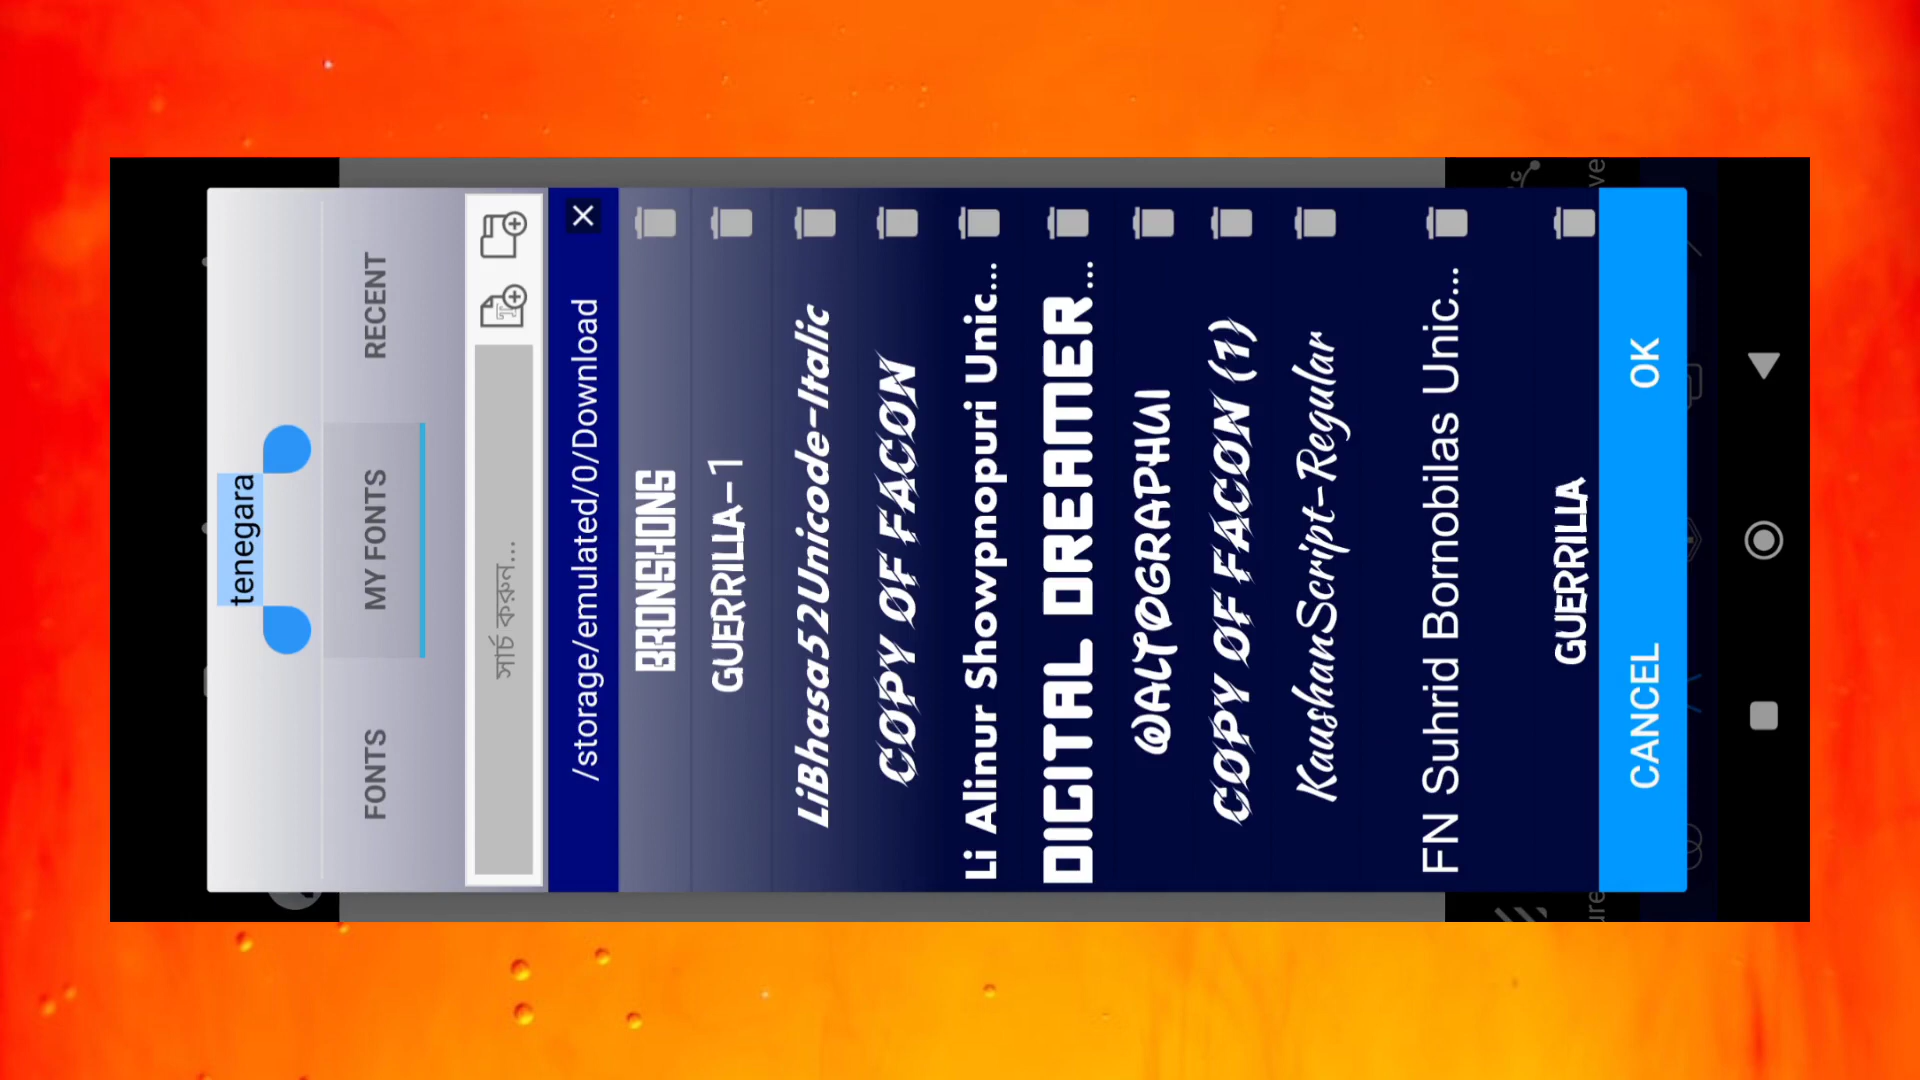 tenegara
FONTS MY FONTS RECENT
সার্চ করুন...
/storage/emulated/0/Download
BRONSHONS
GUERRILLA-1
LiBhasa52Unicode-Italic
COPY OF FACON
Li Alinur Showpnopuri Unic...
DIGITAL DREAMER...
WALTOGRAPHUI
COPY OF FACON (1)
KaushanScript-Regular
FN Suhrid Bornobilas Unic...
GUERRILLA
CANCEL OK